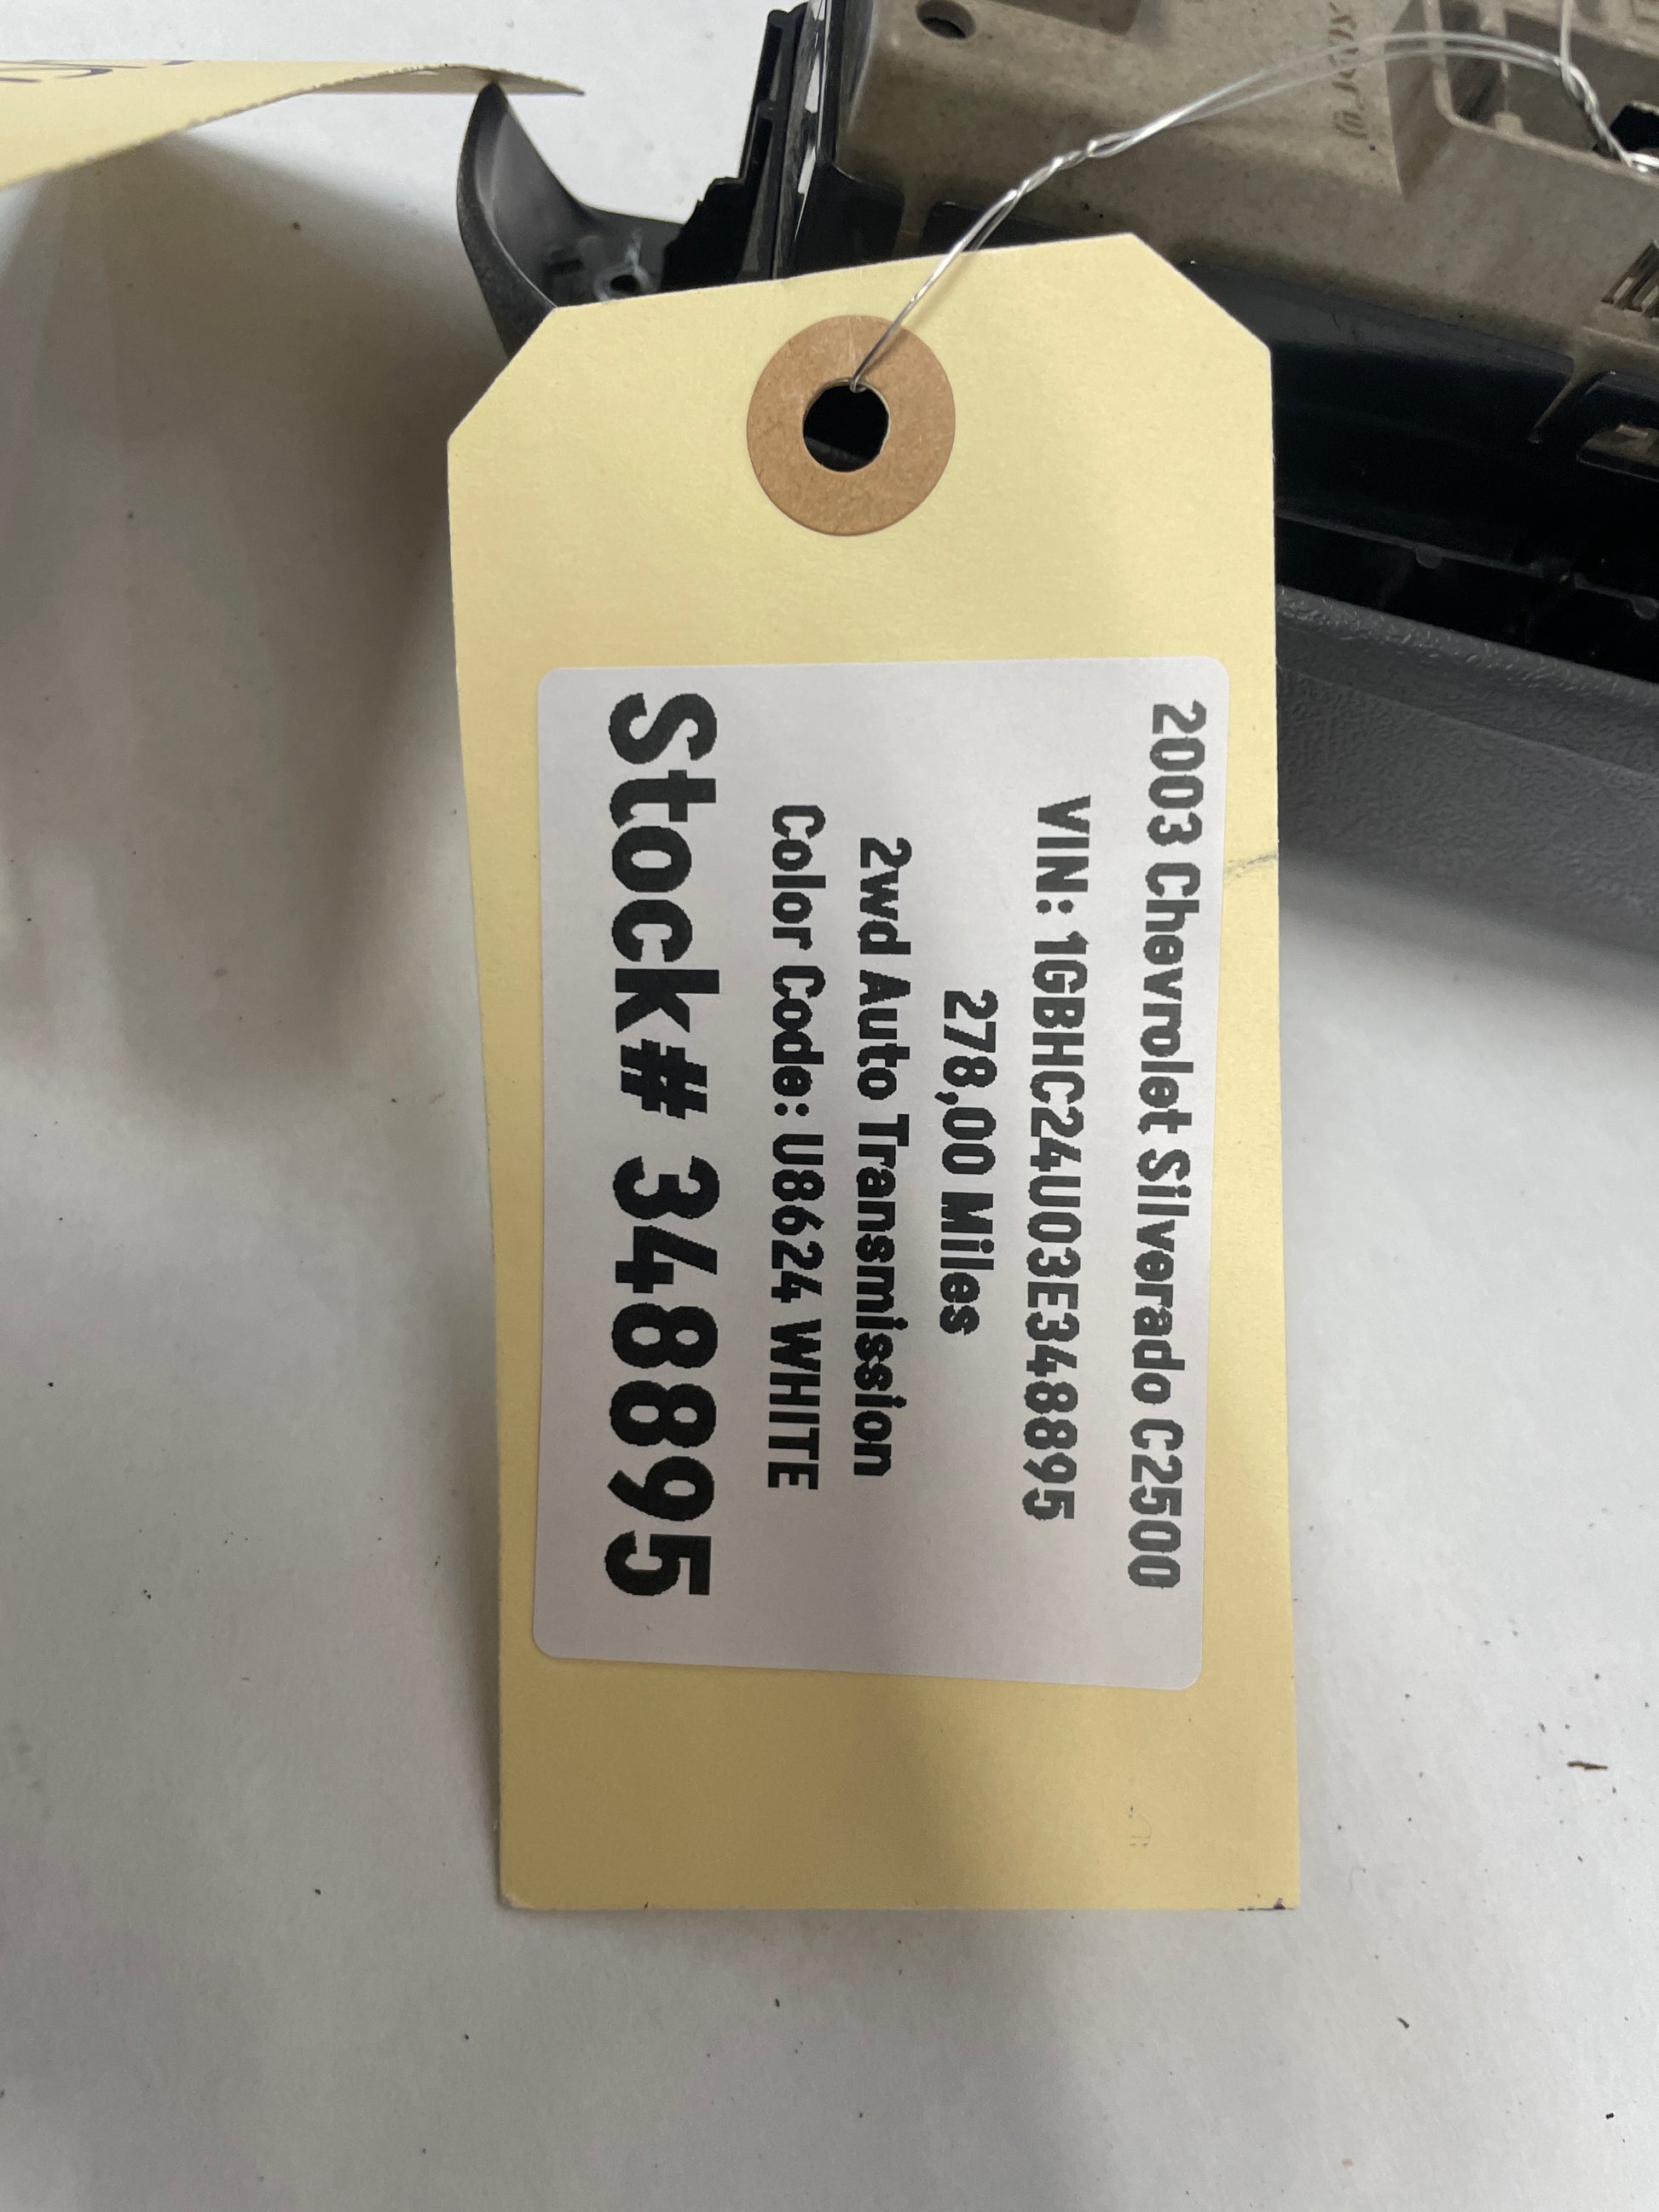 2003 Chevrolet Silverado C2500
VIN: 1GBHC24U03E348895
278,00 Miles
2wd Auto Transmission
Color Code: U8624 WHITE
Stock# 348895